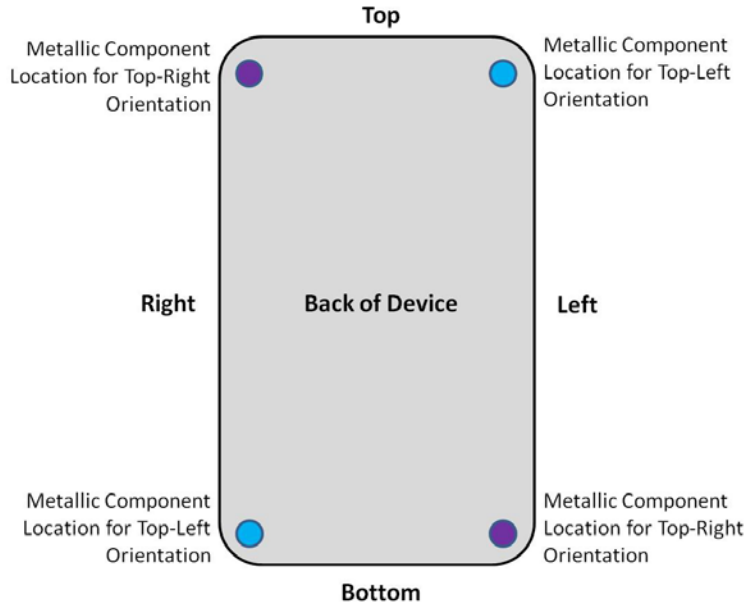 Top
Metallic Component
Location for Top-Right
Orientation
Metallic Component
Location for Top-Left
Orientation
Right
Back of Device
Left
Metallic Component
Location for Top-Left
Orientation
Metallic Component
Location for Top-Right
Orientation
Bottom